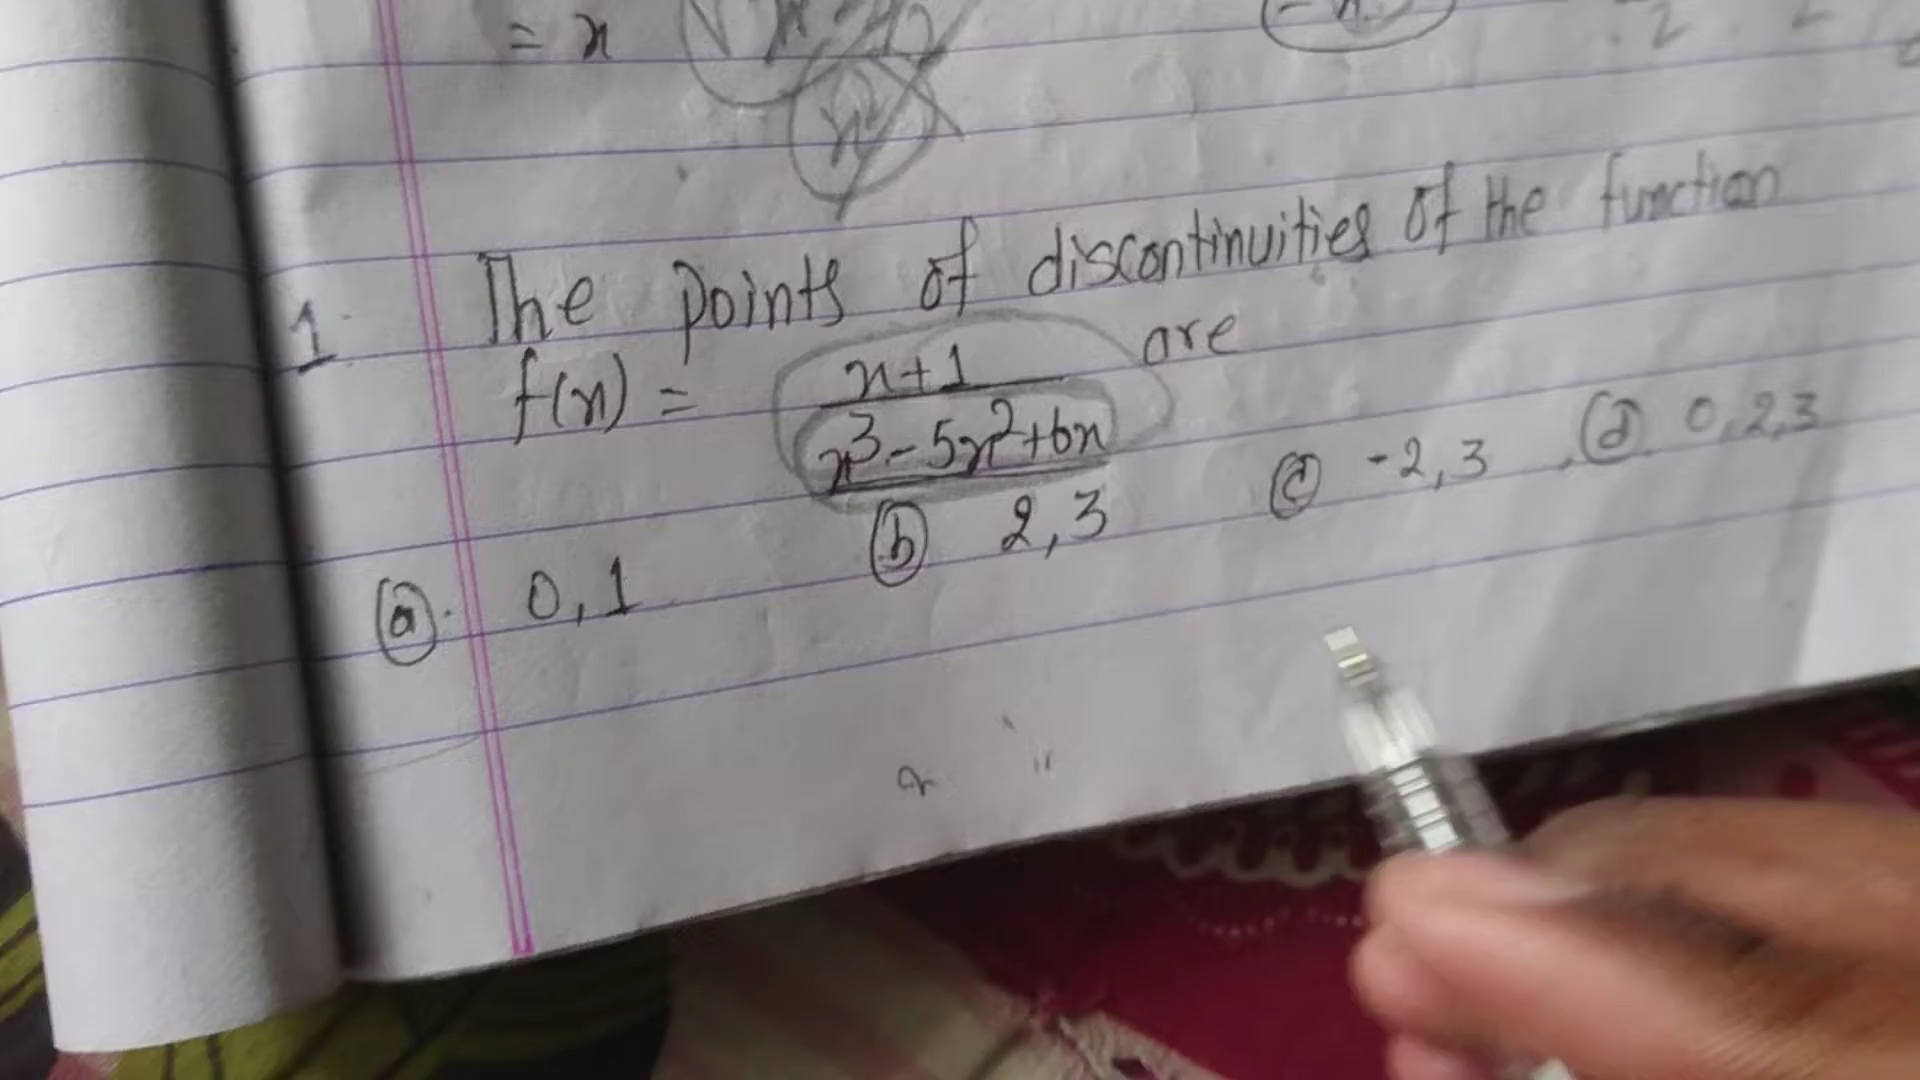 = x
1. The points of discontinuities of the function
f(x) = x+1 / x³-5x²+6x are
(a) 0,1 (b) 2,3 (c) -2,3 (d) 0,2,3